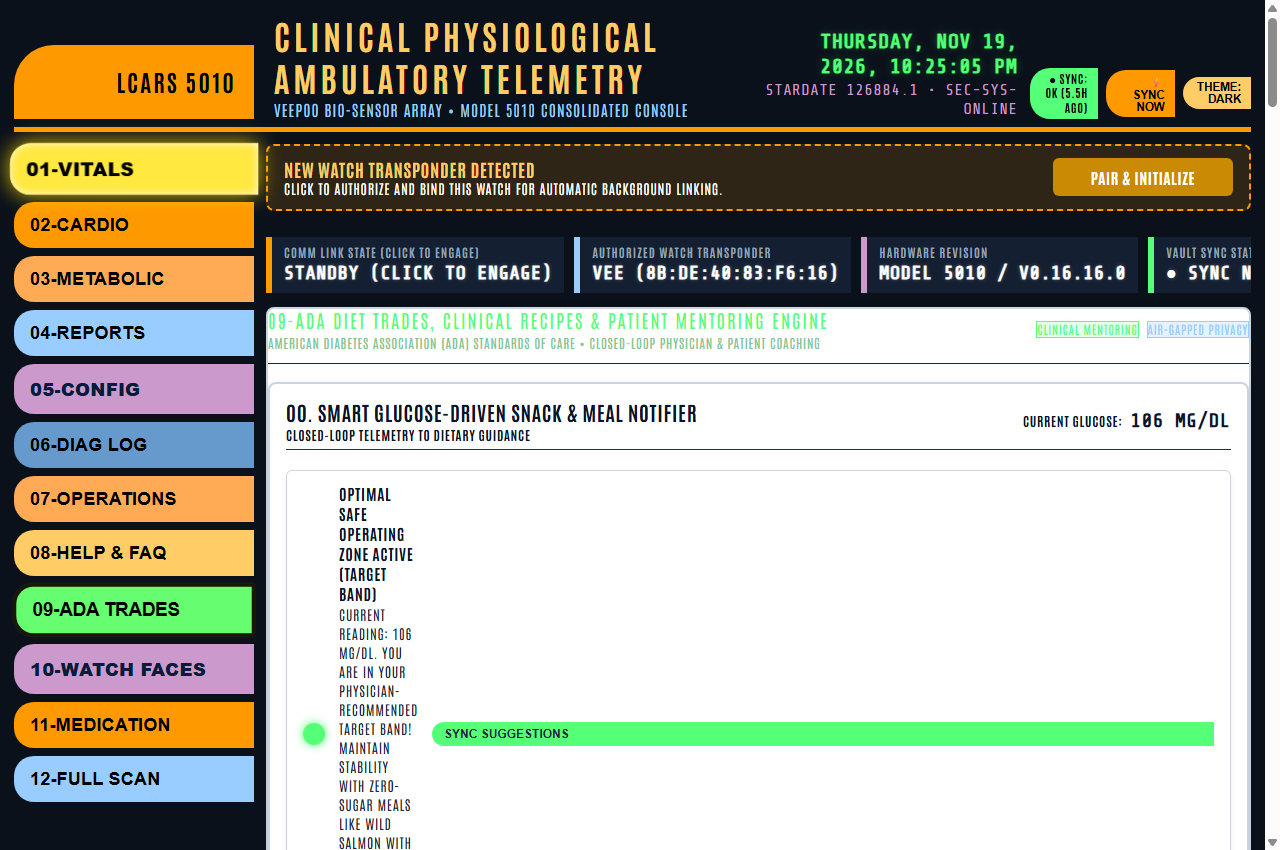 LCARS 5010
CLINICAL PHYSIOLOGICAL
AMBULATORY TELEMETRY
VEEPOO BIO-SENSOR ARRAY • MODEL 5010 CONSOLIDATED CONSOLE
THURSDAY, NOV 19,
2026, 10:25:05 PM
STARDATE 126884.1 • SEC-SYS-
ONLINE
● SYNC:
OK (5.5H
AGO)
SYNC
NOW
THEME:
DARK
01-VITALS
02-CARDIO
03-METABOLIC
04-REPORTS
05-CONFIG
06-DIAG LOG
07-OPERATIONS
08-HELP & FAQ
09-ADA TRADES
10-WATCH FACES
11-MEDICATION
12-FULL SCAN
NEW WATCH TRANSPONDER DETECTED
CLICK TO AUTHORIZE AND BIND THIS WATCH FOR AUTOMATIC BACKGROUND LINKING.
PAIR & INITIALIZE
COMM LINK STATE (CLICK TO ENGAGE)
STANDBY (CLICK TO ENGAGE)
AUTHORIZED WATCH TRANSPONDER
VEE (8B:DE:40:83:F6:16)
HARDWARE REVISION
MODEL 5010 / V0.16.16.0
VAULT SYNC STAT
● SYNC N
09-ADA DIET TRADES, CLINICAL RECIPES & PATIENT MENTORING ENGINE
AMERICAN DIABETES ASSOCIATION (ADA) STANDARDS OF CARE • CLOSED-LOOP PHYSICIAN & PATIENT COACHING
CLINICAL MENTORING
AIR-GAPPED PRIVACY
00. SMART GLUCOSE-DRIVEN SNACK & MEAL NOTIFIER
CLOSED-LOOP TELEMETRY TO DIETARY GUIDANCE
CURRENT GLUCOSE: 106 MG/DL
OPTIMAL
SAFE
OPERATING
ZONE ACTIVE
(TARGET
BAND)
CURRENT
READING: 106
MG/DL. YOU
ARE IN YOUR
PHYSICIAN-
RECOMMENDED
TARGET BAND!
MAINTAIN
STABILITY
WITH ZERO-
SUGAR MEALS
LIKE WILD
SALMON WITH
SYNC SUGGESTIONS